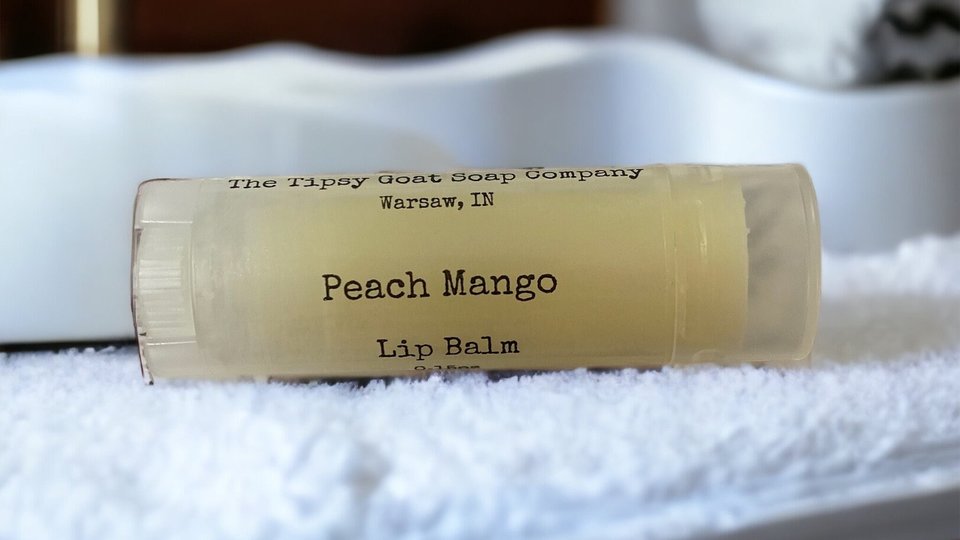 The Tipsy Goat Soap Company
Warsaw, IN
Peach Mango
Lip Balm